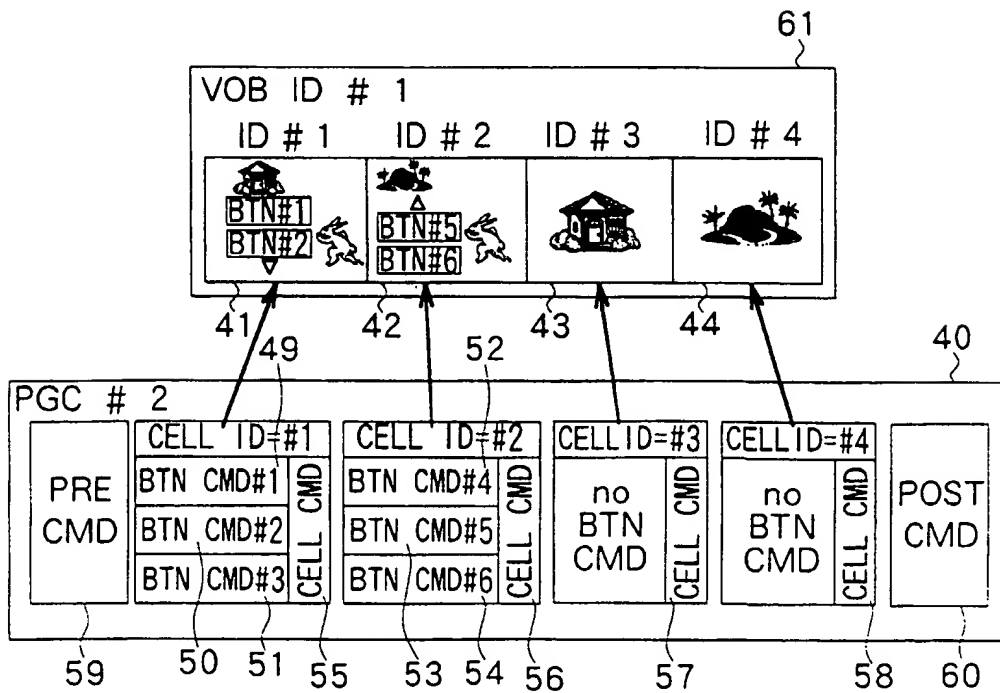 61
VOB ID # 1
ID # 1 ID # 2 ID # 3 ID # 4
BTN#1
BTN#2
BTN#5
BTN#6
41 42 43 44
49 52 40
PGC # 2
PRE
CMD
CELL ID=#1
BTN CMD#1
BTN CMD#2
BTN CMD#3
CELL CMD
CELL ID=#2
BTN CMD#4
BTN CMD#5
BTN CMD#6
CELL CMD
CELL ID=#3
no
BTN
CMD
CELL CMD
CELL ID=#4
no
BTN
CMD
CELL CMD
POST
CMD
59 50 51 55 53 54 56 57 58 60